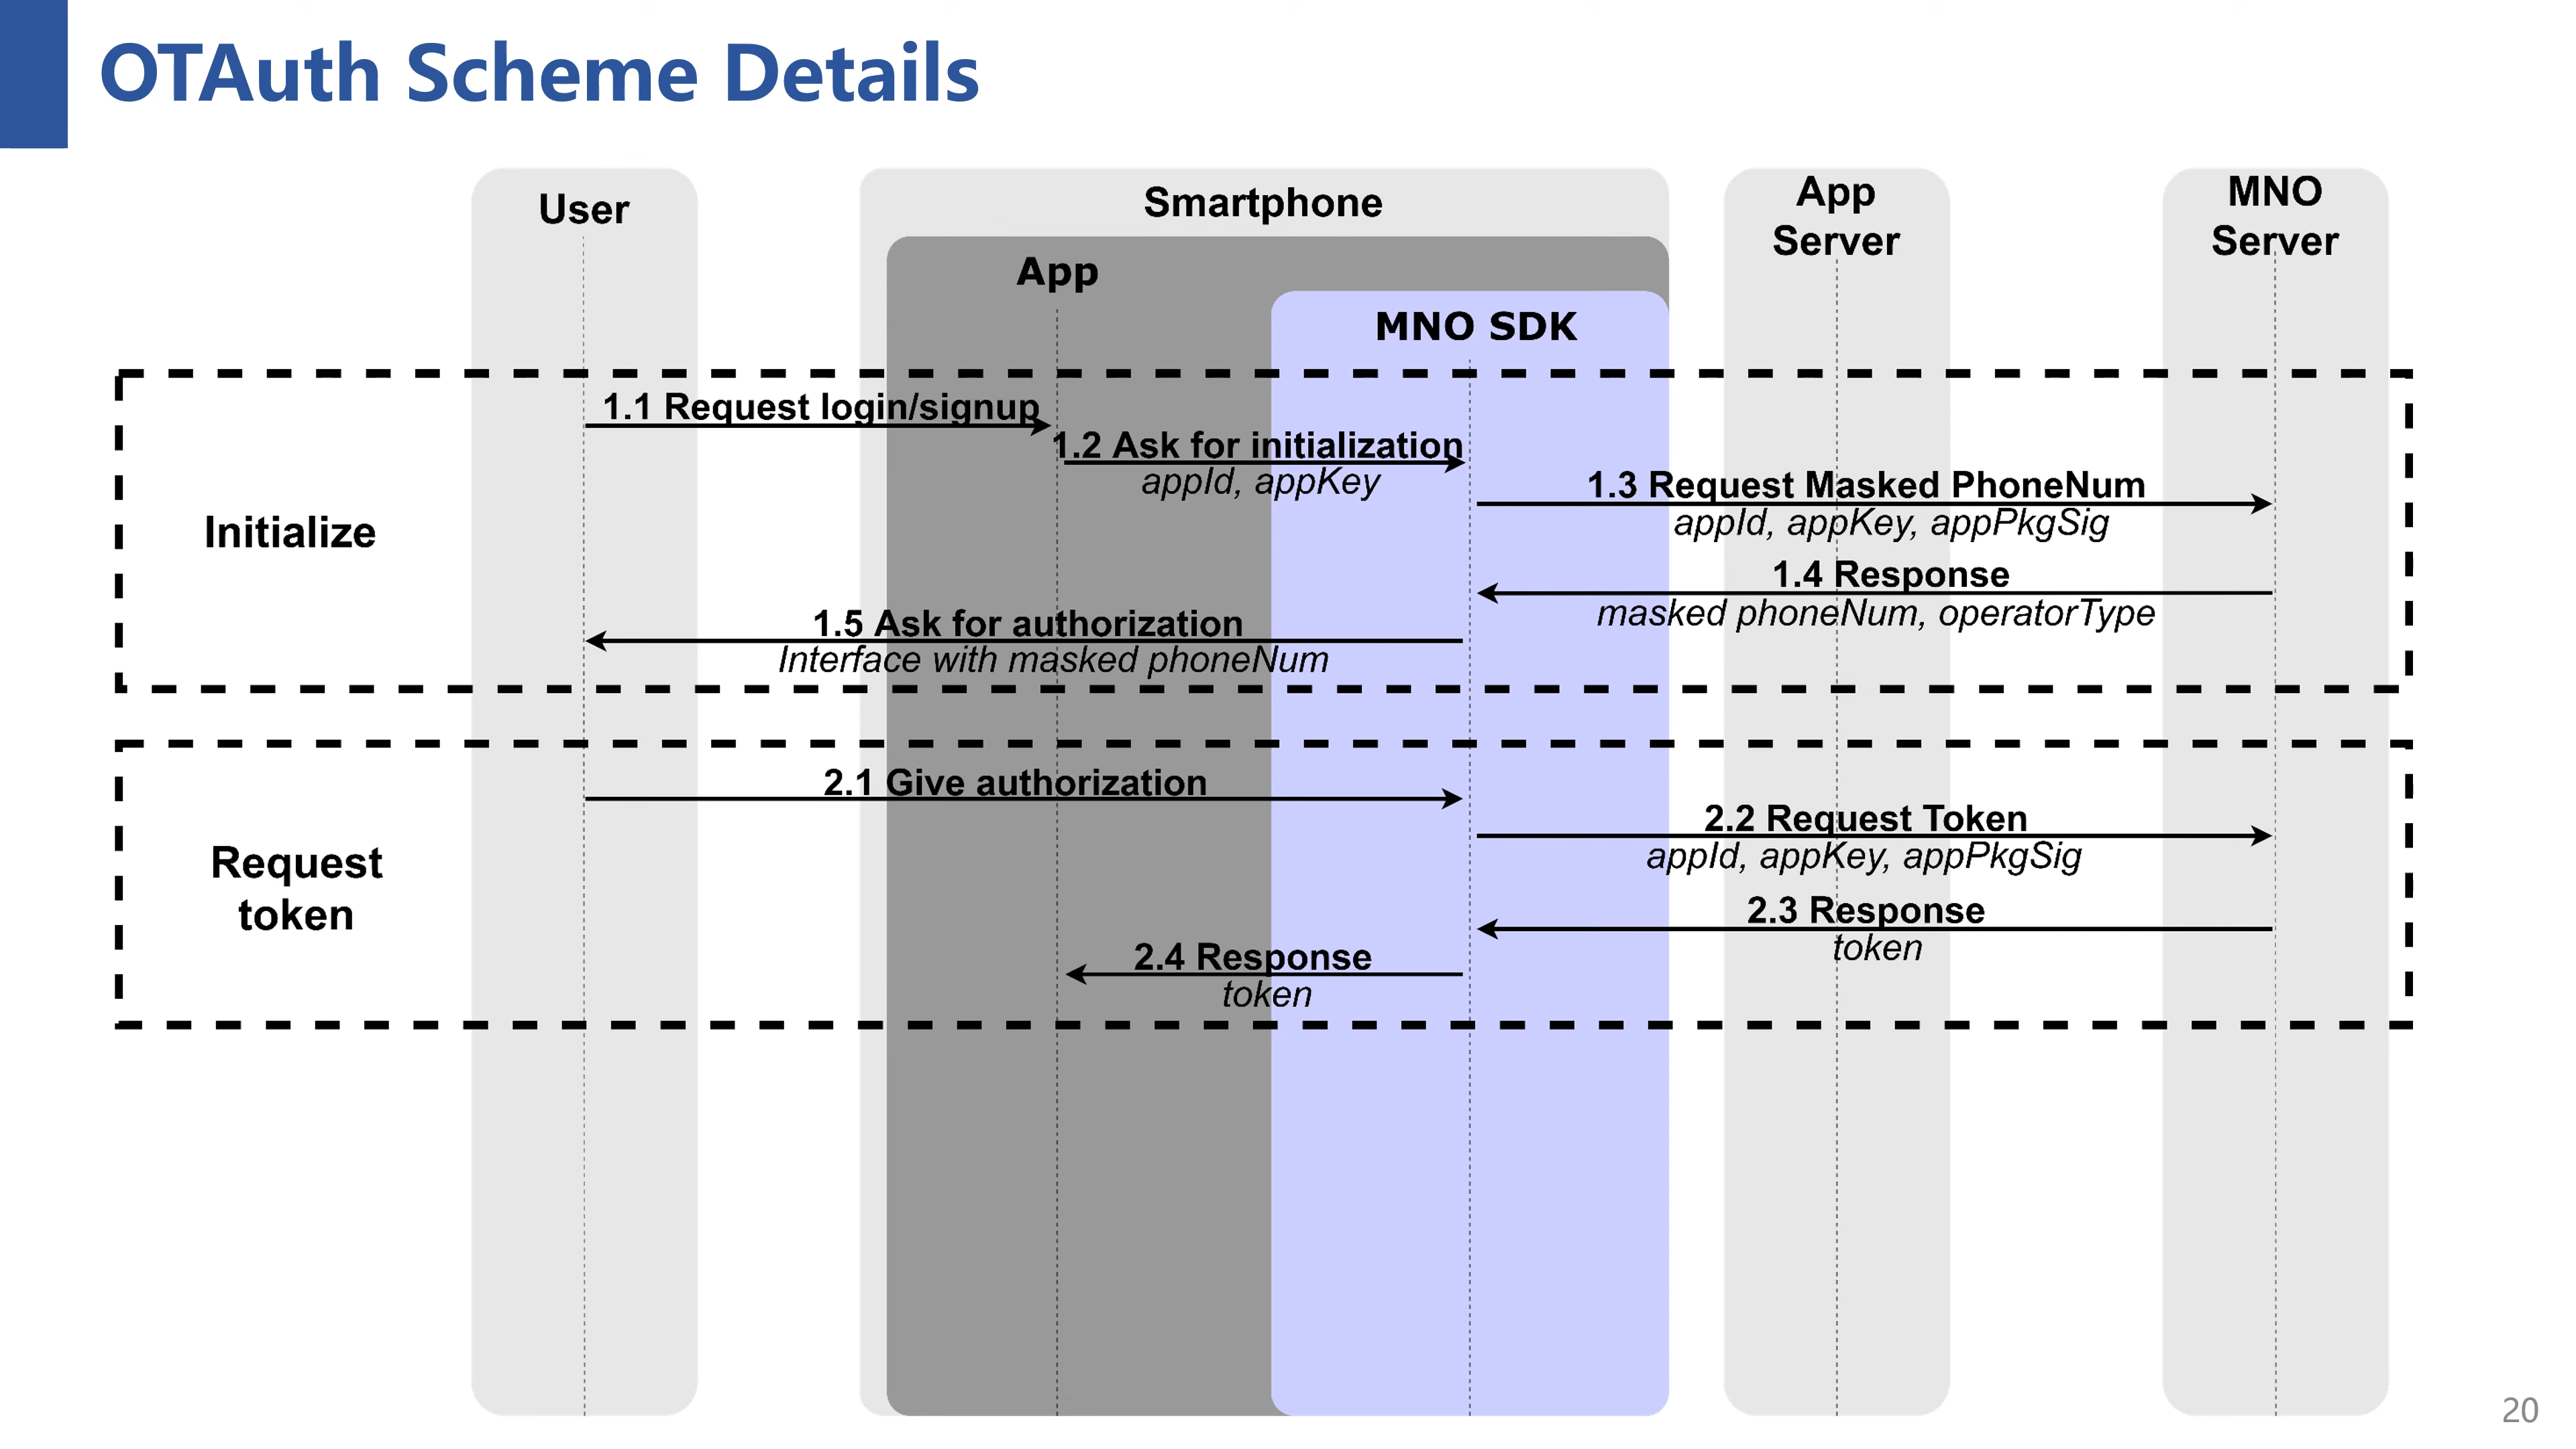 OTAuth Scheme Details
User
Smartphone
App
Server
MNO
Server
App
MNO SDK
Initialize
1.1 Request login/signup
1.2 Ask for initialization
appId, appKey
1.3 Request Masked PhoneNum
appId, appKey, appPkgSig
1.4 Response
masked phoneNum, operatorType
1.5 Ask for authorization
Interface with masked phoneNum
Request
token
2.1 Give authorization
2.2 Request Token
appId, appKey, appPkgSig
2.3 Response
token
2.4 Response
token
20